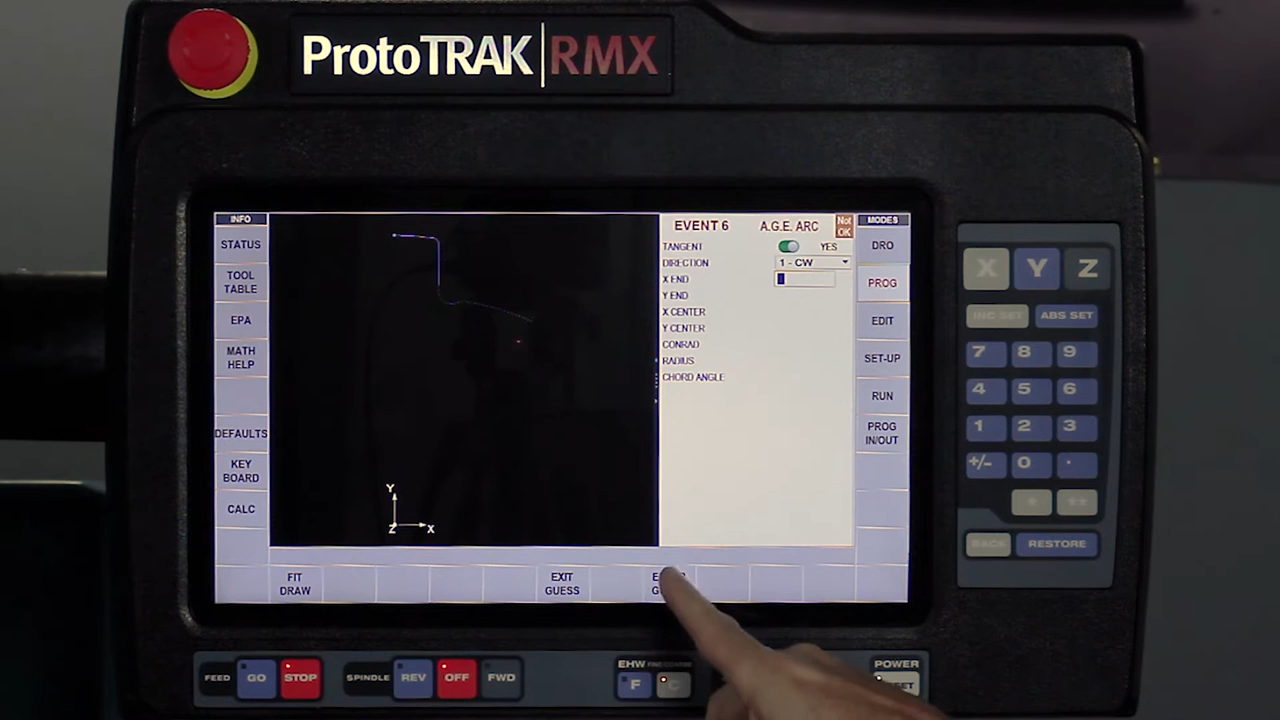 ProtoTRAK RMX
INFO
STATUS
TOOL
TABLE
EPA
MATH
HELP
DEFAULTS
KEY
BOARD
CALC
EVENT 6 A.G.E. ARC Not
OK
TANGENT YES
DIRECTION 1 - CW
X END
Y END
X CENTER
Y CENTER
CONRAD
RADIUS
CHORD ANGLE
Y
Z X
MODES
DRO
PROG
EDIT
SET-UP
RUN
PROG
IN/OUT
FIT
DRAW
EXIT
GUESS
X Y Z
INC SET ABS SET
7 8 9
4 5 6
1 2 3
+/- 0 .
* **
BACK RESTORE
FEED GO STOP SPINDLE REV OFF FWD
EHW FINE/COARSE
F C
POWER